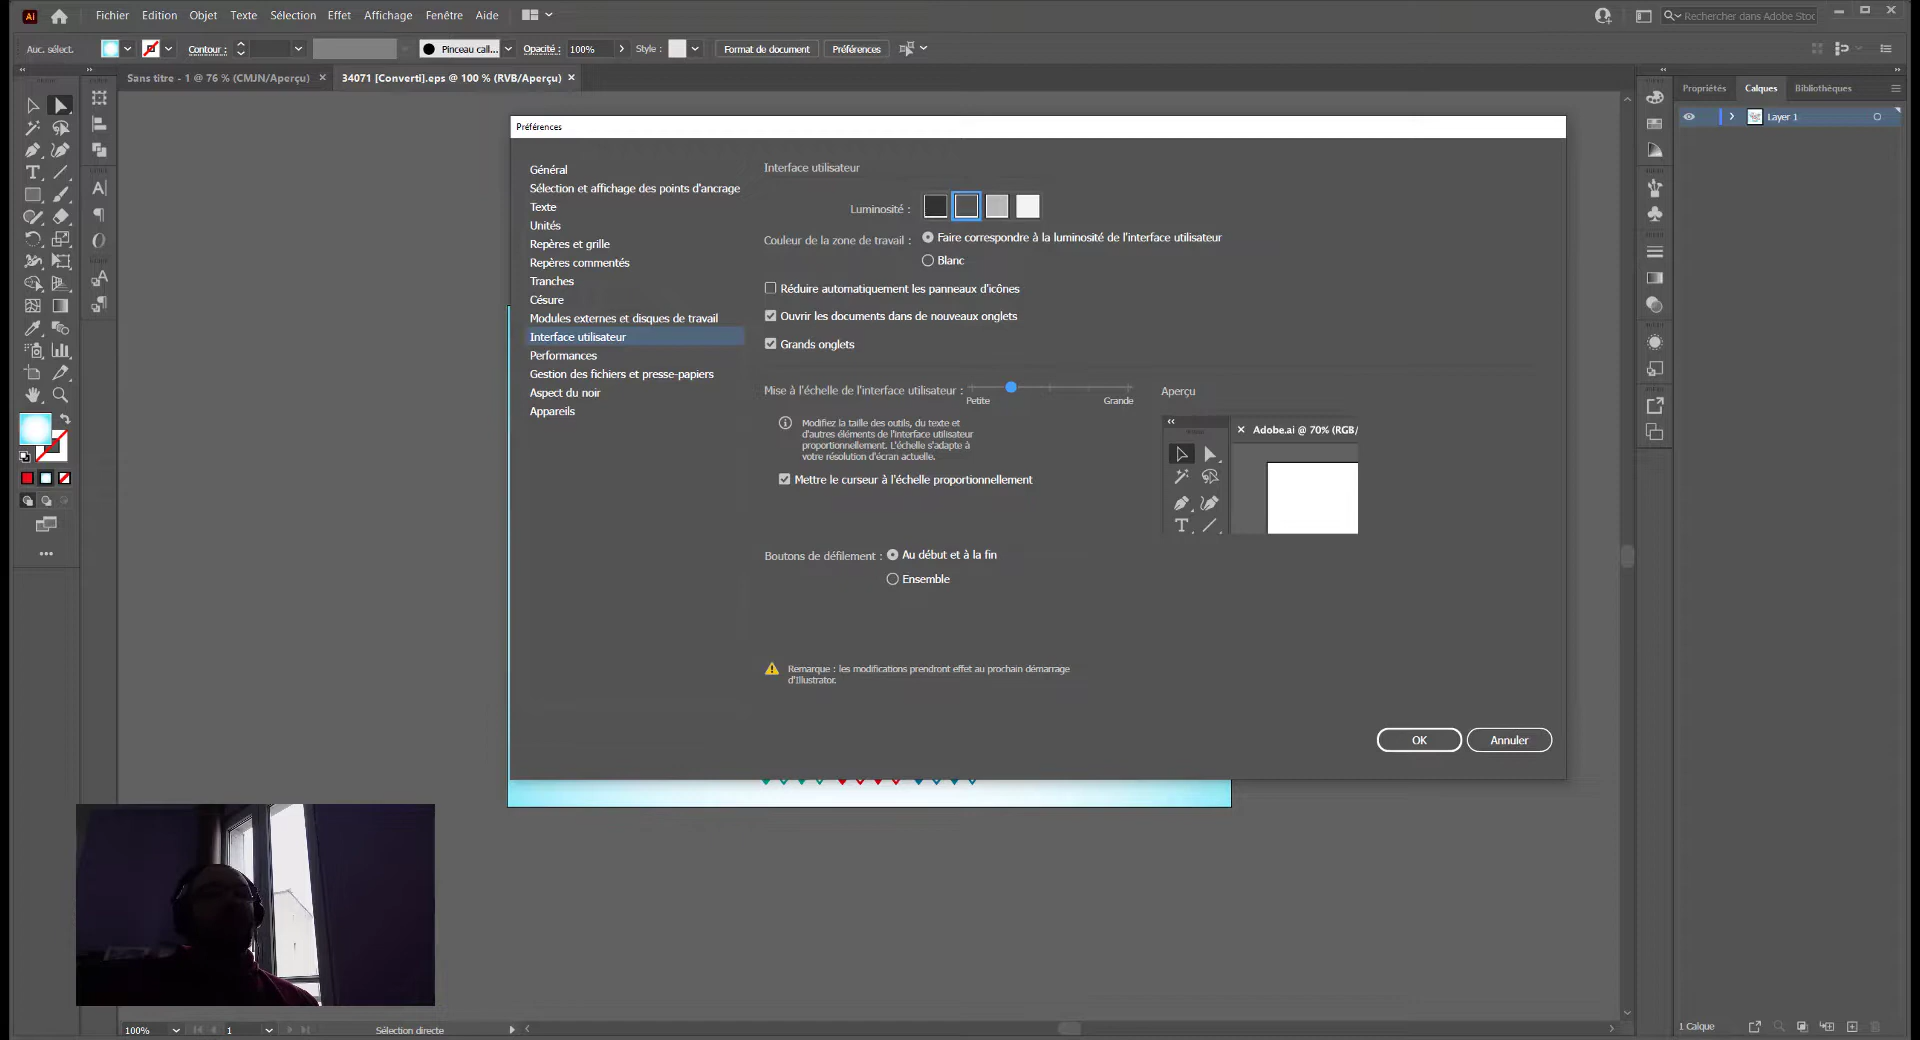 Ai Fichier Edition Objet Texte Sélection Effet Affichage Fenêtre Aide Rechercher dans Adobe Stoc
Auc. sélect. Contour : Pinceau call... Opacité : 100% Style : Format de document Préférences
Sans titre - 1 @ 76 % (CMJN/Aperçu) 34071 [Converti].eps @ 100 % (RVB/Aperçu)
Propriétés Calques Bibliothèques
Layer 1
Préférences
Général
Sélection et affichage des points d'ancrage
Texte
Unités
Repères et grille
Repères commentés
Tranches
Césure
Modules externes et disques de travail
Interface utilisateur
Performances
Gestion des fichiers et presse-papiers
Aspect du noir
Appareils
Interface utilisateur
Luminosité :
Couleur de la zone de travail : Faire correspondre à la luminosité de l'interface utilisateur
Blanc
Réduire automatiquement les panneaux d'icônes
Ouvrir les documents dans de nouveaux onglets
Grands onglets
Mise à l'échelle de l'interface utilisateur :
Petite Grande
Modifiez la taille des outils, du texte et
d'autres éléments de l'interface utilisateur
proportionnellement. L'échelle s'adapte à
votre résolution d'écran actuelle.
Mettre le curseur à l'échelle proportionnellement
Aperçu
Adobe.ai @ 70% (RGB/
Boutons de défilement : Au début et à la fin
Ensemble
Remarque : les modifications prendront effet au prochain démarrage
d'Illustrator.
OK Annuler
100% 1 Sélection directe
1 Calque